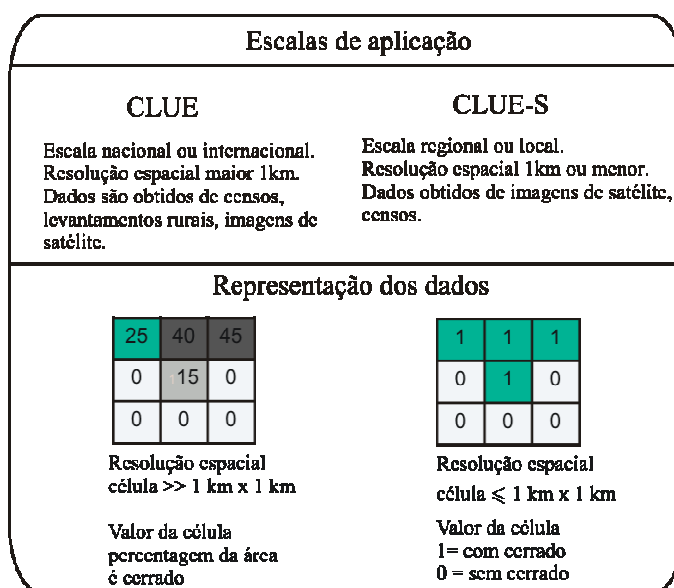 Escalas de aplicação
CLUE
Escala nacional ou internacional.
Resolução espacial maior 1km.
Dados são obtidos de censos,
levantamentos rurais, imagens de
satélite.
CLUE-S
Escala regional ou local.
Resolução espacial 1km ou menor.
Dados obtidos de imagens de satélite,
censos.
Representação dos dados
25 40 45
0 15 0
0 0 0
Resolução espacial
célula >> 1 km x 1 km
Valor da célula
percentagem da área
é cerrado
1 1 1
0 1 0
0 0 0
Resolução espacial
célula ⩽ 1 km x 1 km
Valor da célula
1= com cerrado
0 = sem cerrado